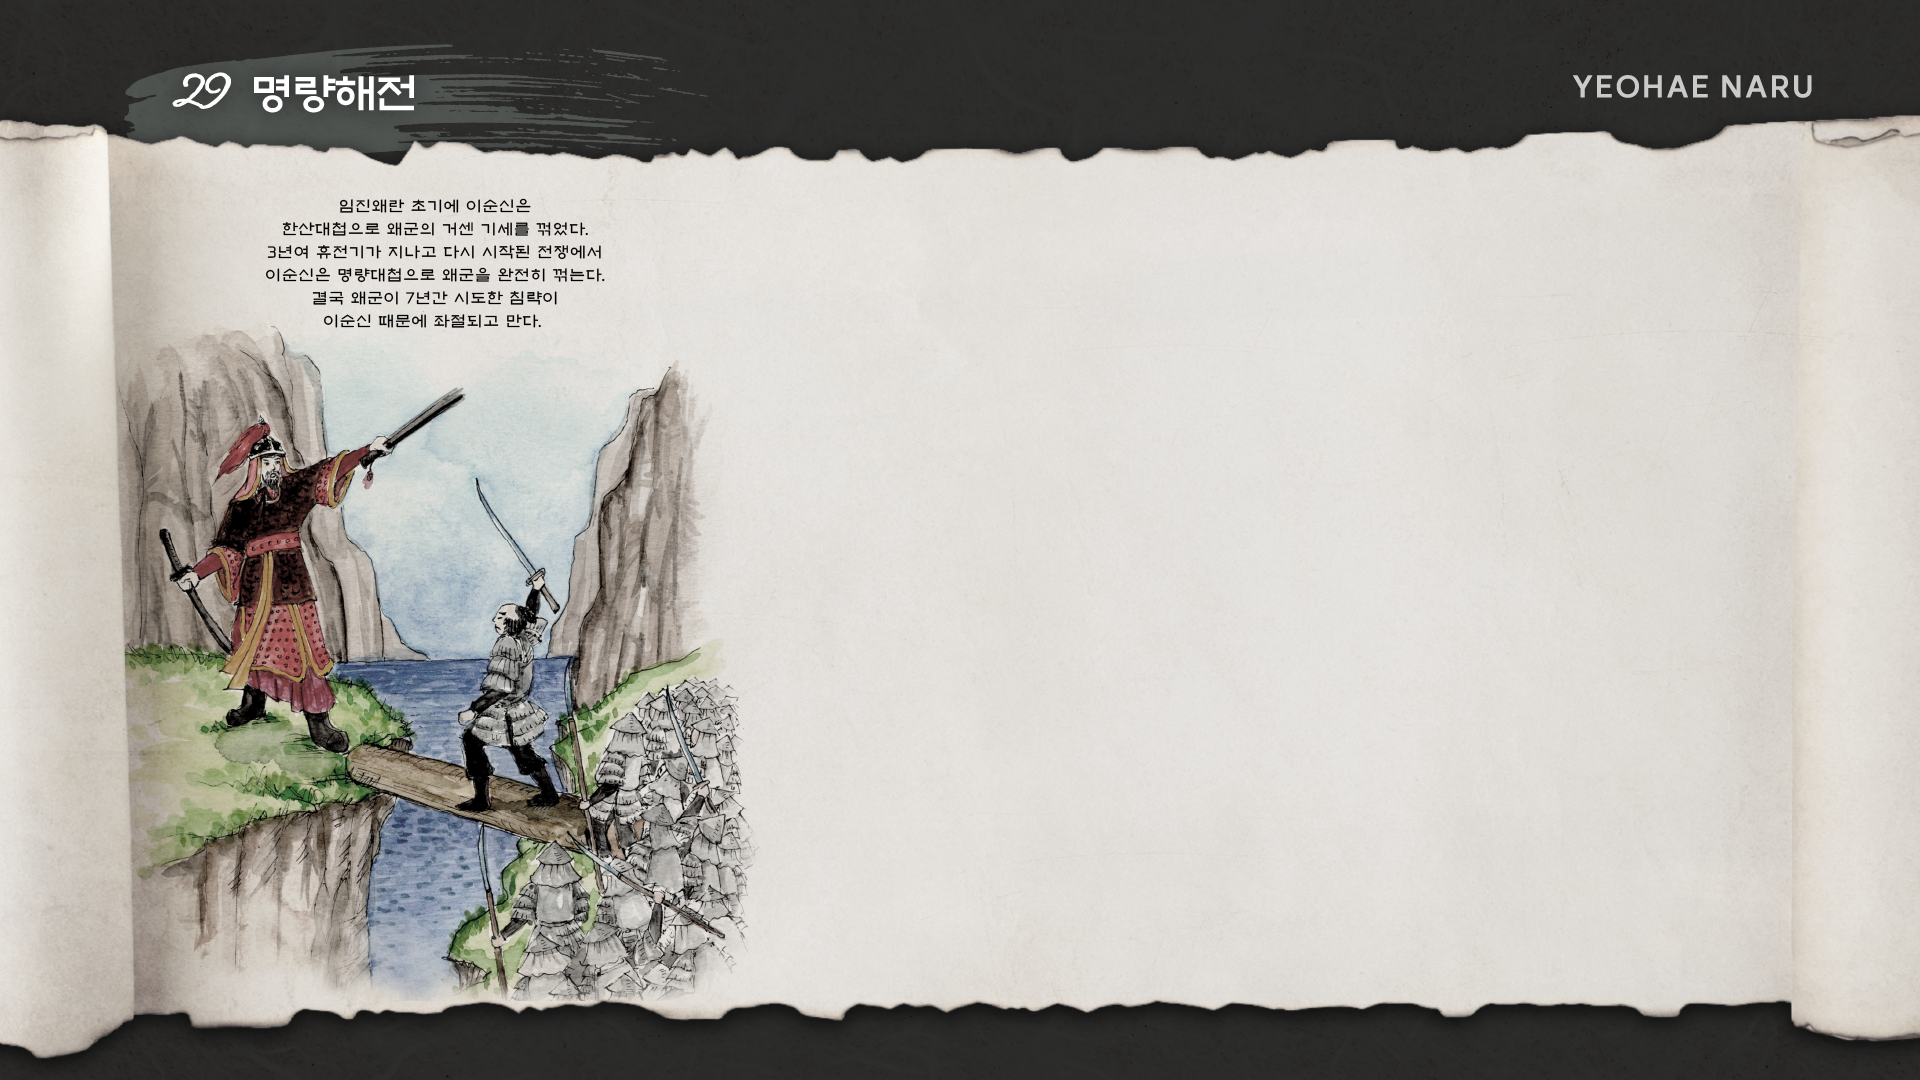 29 명량해전
YEOHAE NARU
임진왜란 초기에 이순신은
한산대첩으로 왜군의 거센 기세를 꺾었다.
3년여 휴전기가 지나고 다시 시작된 전쟁에서
이순신은 명량대첩으로 왜군을 완전히 꺾는다.
결국 왜군이 7년간 시도한 침략이
이순신 때문에 좌절되고 만다.